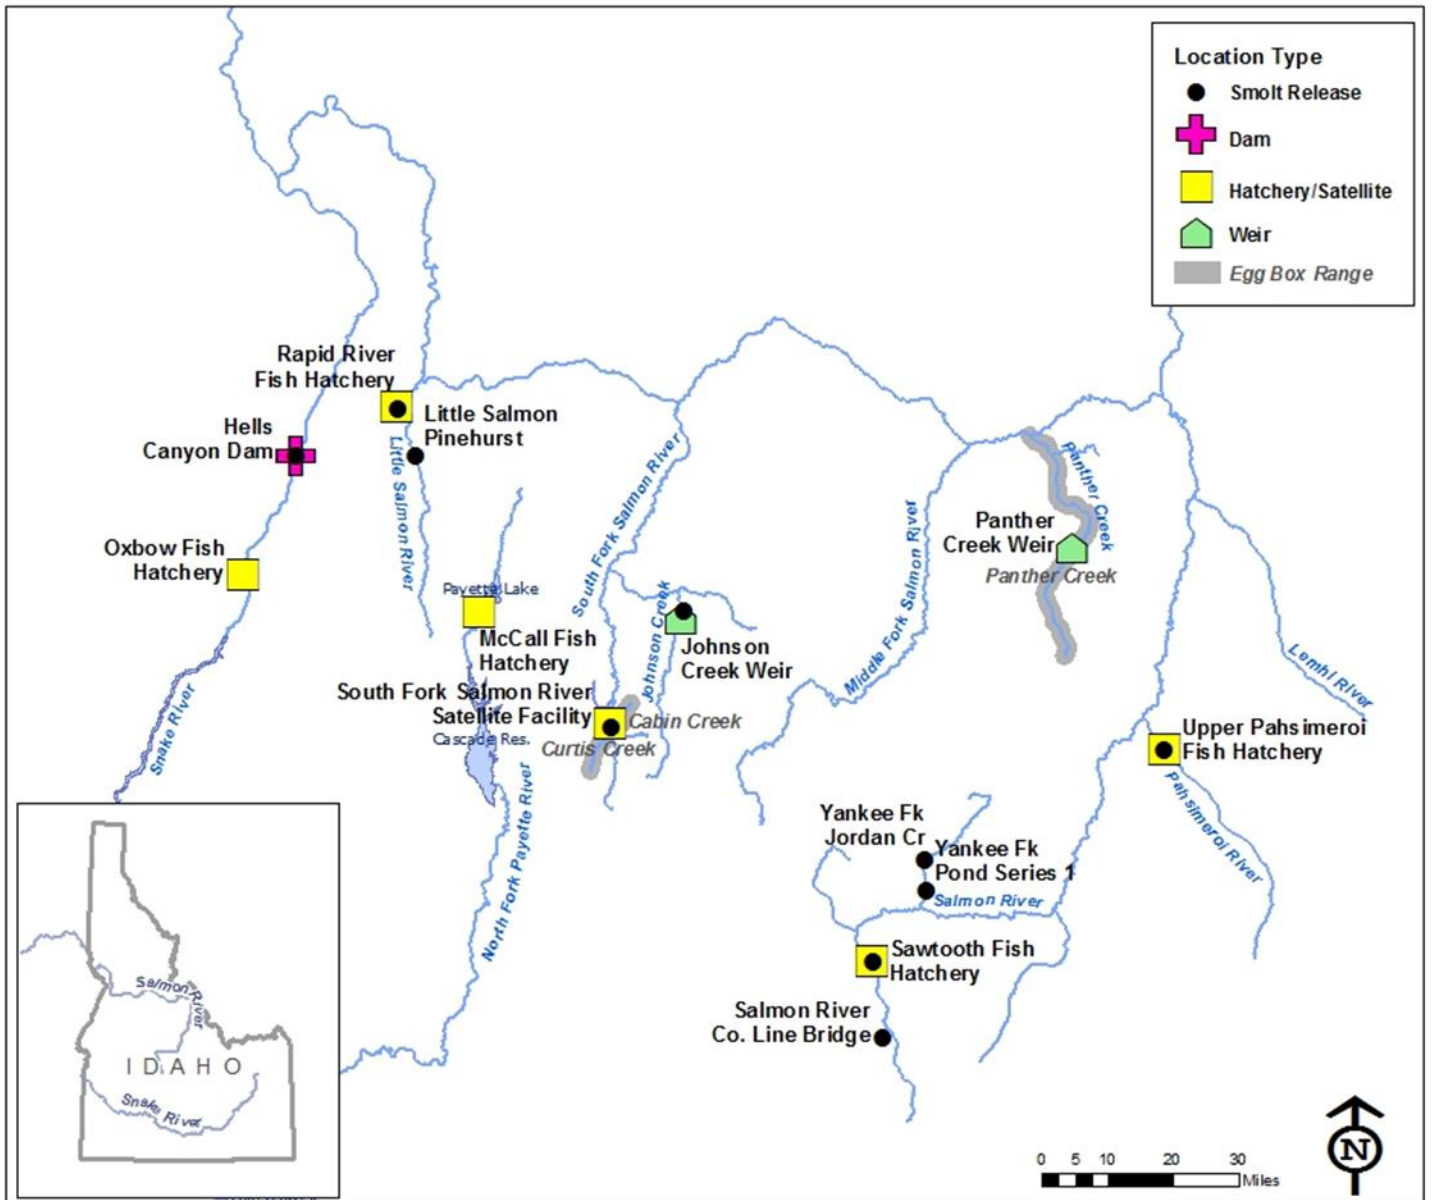 Location Type
Smolt Release
Dam
Hatchery/Satellite
Weir
Egg Box Range
Rapid River
Fish Hatchery
Little Salmon
Pinehurst
Hells
Canyon Dam
Little Salmon River
South Fork Salmon River
Panther Creek
Panther
Creek Weir
Panther Creek
Middle Fork Salmon River
Oxbow Fish
Hatchery
Payette Lake
McCall Fish
Hatchery
Johnson Creek
Johnson
Creek Weir
Lemhi River
South Fork Salmon River
Satellite Facility
Cabin Creek
Cascade Res.
Curtis Creek
Snake River
Upper Pahsimeroi
Fish Hatchery
Pahsimeroi River
North Fork Payette River
Yankee Fk
Jordan Cr
Yankee Fk
Pond Series 1
Salmon River
Sawtooth Fish
Hatchery
Salmon River
Co. Line Bridge
Salmon River
IDAHO
Snake River
N
0 5 10 20 30
Miles